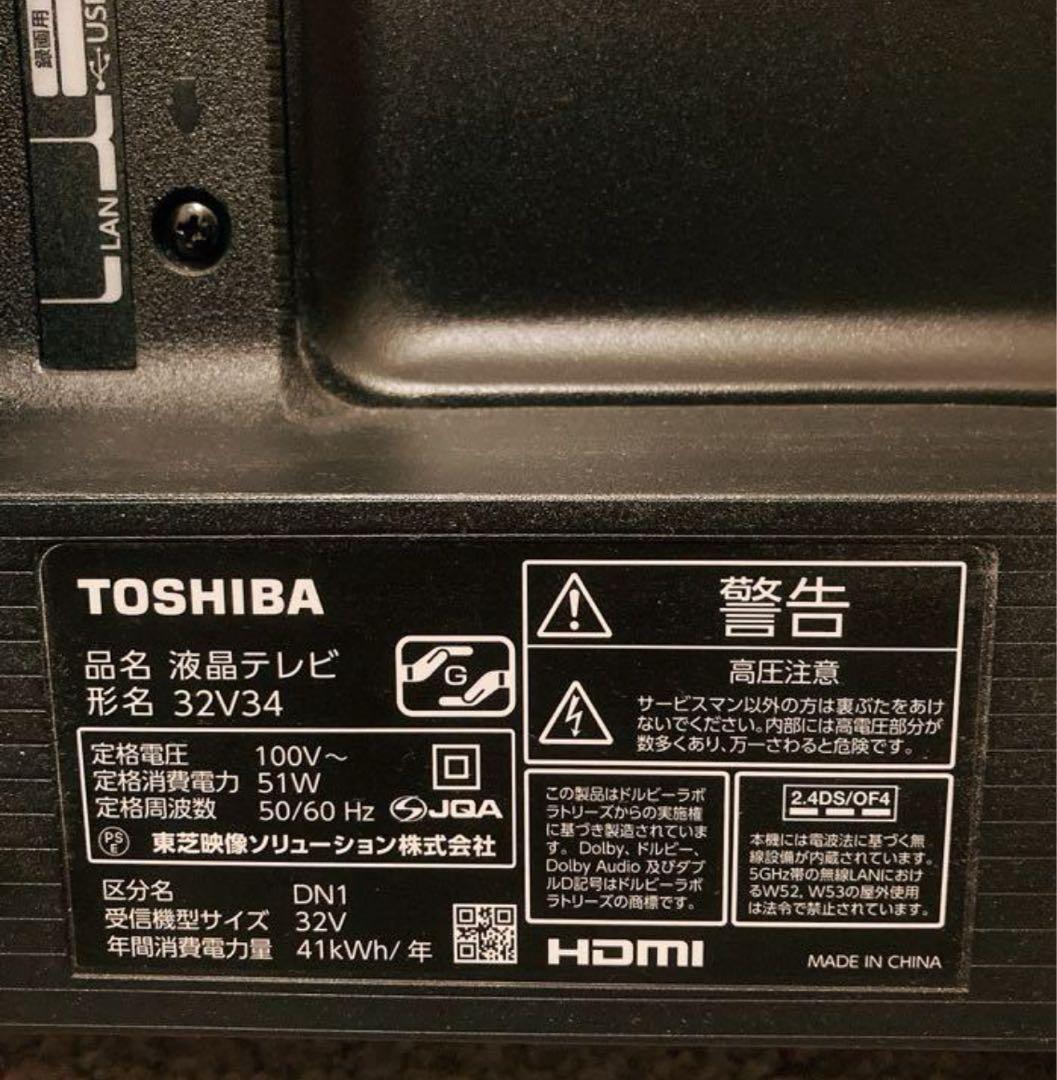 録画用
USB
LAN
TOSHIBA
品名 液晶テレビ
形名 32V34
G
定格電圧 100V～
定格消費電力 51W
定格周波数 50/60 Hz
JQA
PS
E
東芝映像ソリューション株式会社
区分名 DN1
受信機型サイズ 32V
年間消費電力量 41kWh/年
警告
高圧注意
サービスマン以外の方は裏ぶたをあけ
ないでください。内部には高電圧部分が
数多くあり、万一さわると危険です。
この製品はドルビーラボ
ラトリーズからの実施権
に基づき製造されていま
す。Dolby、ドルビー、
Dolby Audio 及びダブ
ルD記号はドルビーラボ
ラトリーズの商標です。
2.4DS/OF4
本機には電波法に基づく無
線設備が内蔵されています。
5GHz帯の無線LANにおけ
るW52, W53の屋外使用
は法令で禁止されています。
HDMI
MADE IN CHINA